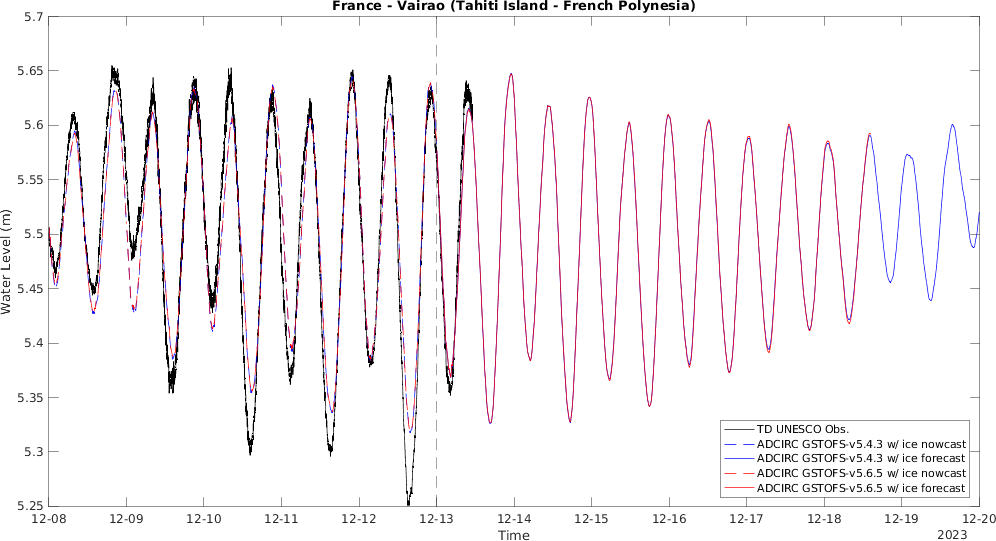 France - Vairao (Tahiti Island - French Polynesia)
5.7
5.65
5.6
5.55
5.5
5.45
5.4
5.35
5.3
5.25
Water Level (m)
TD UNESCO Obs.
ADCIRC GSTOFS-v5.4.3 w/ ice nowcast
ADCIRC GSTOFS-v5.4.3 w/ ice forecast
ADCIRC GSTOFS-v5.6.5 w/ ice nowcast
ADCIRC GSTOFS-v5.6.5 w/ ice forecast
12-08 12-09 12-10 12-11 12-12 12-13 12-14 12-15 12-16 12-17 12-18 12-19 12-20
Time
2023